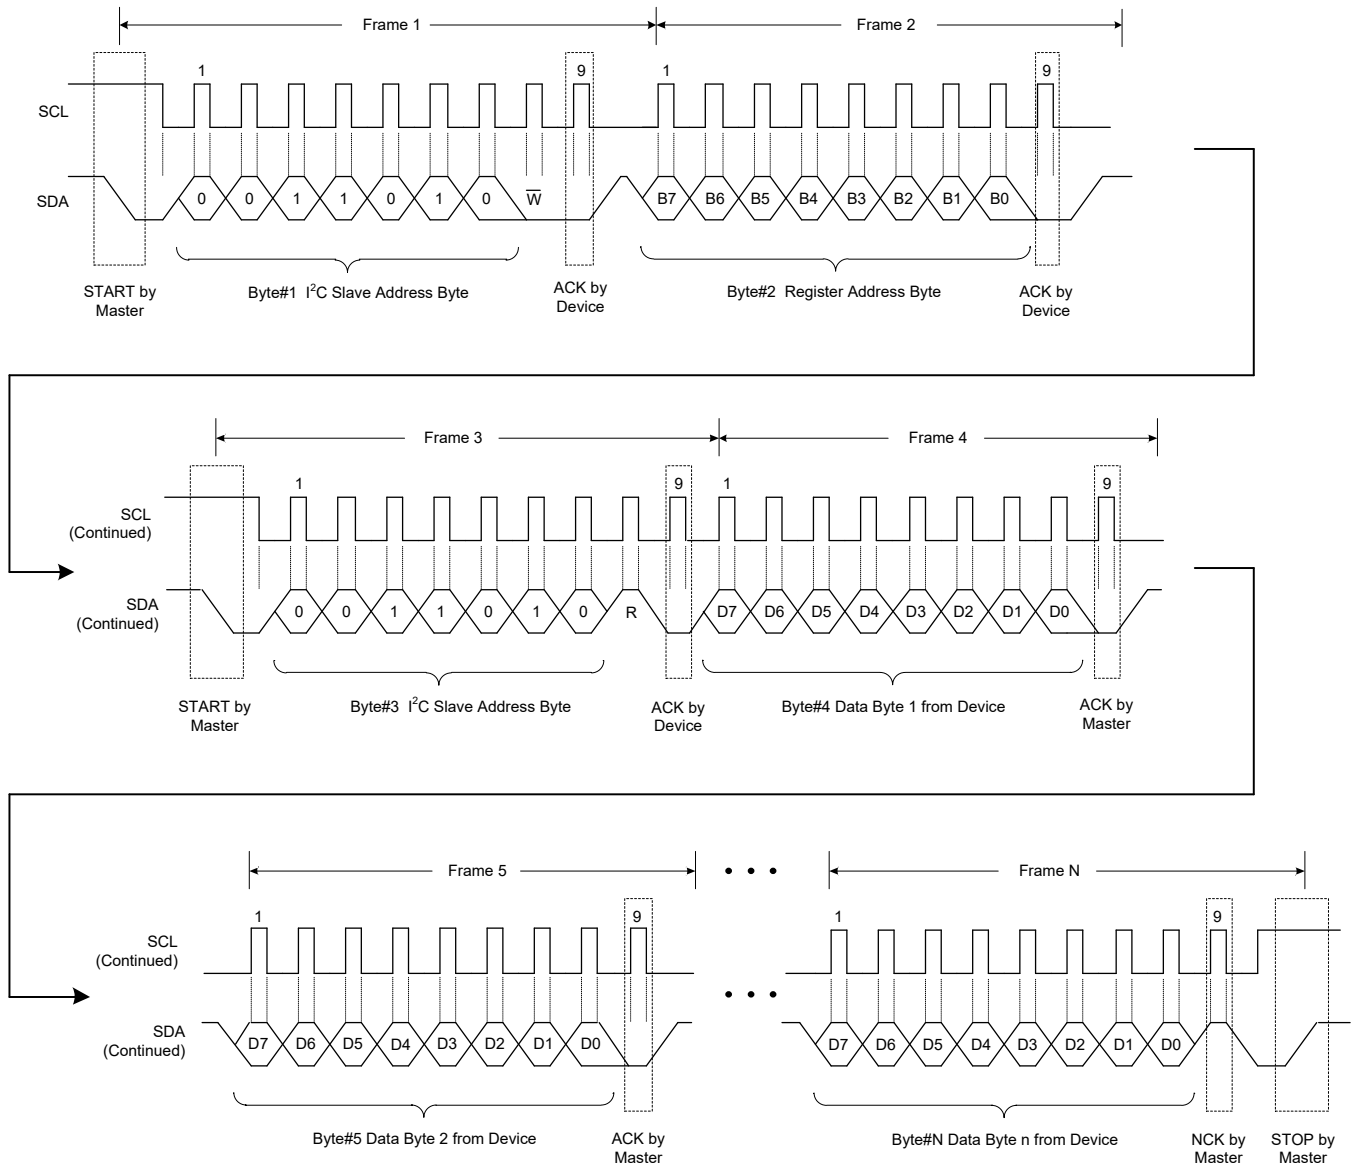 Frame 1 Frame 2
1 9 1 9
SCL
SDA 0 0 1 1 0 1 0 W̅ B7 B6 B5 B4 B3 B2 B1 B0
START by Master
Byte#1 I²C Slave Address Byte
ACK by Device
Byte#2 Register Address Byte
ACK by Device
Frame 3 Frame 4
1 9 1 9
SCL
(Continued)
SDA
(Continued)
0 0 1 1 0 1 0 R D7 D6 D5 D4 D3 D2 D1 D0
START by Master
Byte#3 I²C Slave Address Byte
ACK by Device
Byte#4 Data Byte 1 from Device
ACK by Master
Frame 5 Frame N
1 9 1 9
SCL
(Continued)
SDA
(Continued)
D7 D6 D5 D4 D3 D2 D1 D0 D7 D6 D5 D4 D3 D2 D1 D0
Byte#5 Data Byte 2 from Device
ACK by Master
Byte#N Data Byte n from Device
NCK by Master
STOP by Master